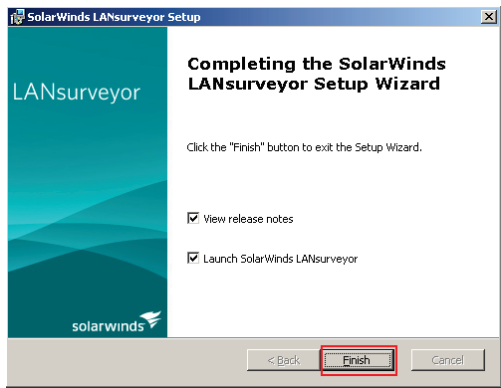 SolarWinds LANsurveyor Setup
LANsurveyor
Completing the SolarWinds
LANsurveyor Setup Wizard
Click the "Finish" button to exit the Setup Wizard.
View release notes
Launch SolarWinds LANsurveyor
solarwinds
< Back
Finish
Cancel